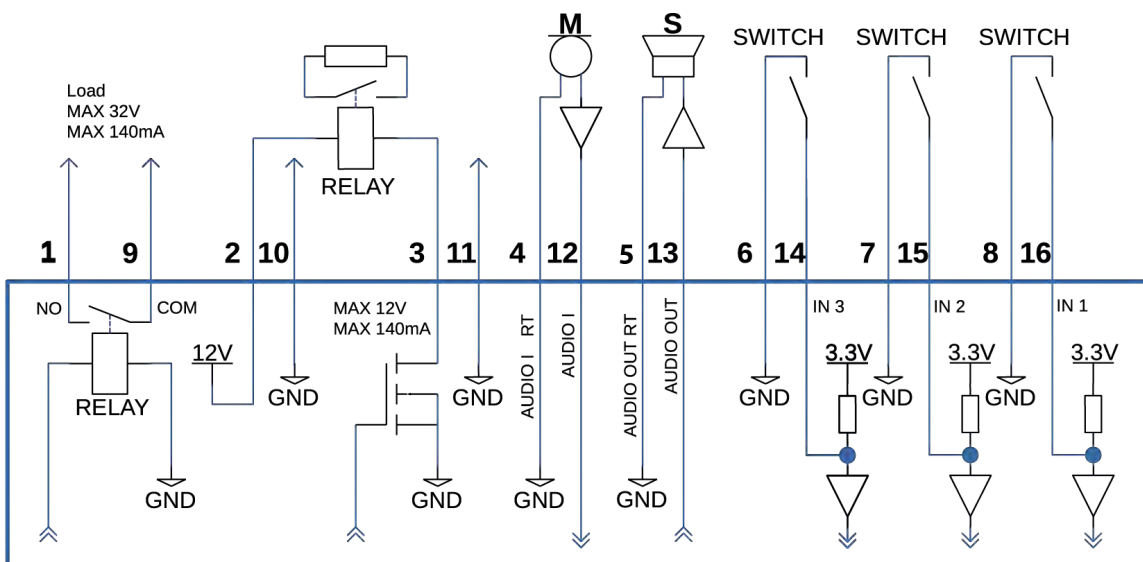 M
S
SWITCH
SWITCH
SWITCH
Load
MAX 32V
MAX 140mA
RELAY
1
9
2
10
3
11
4
12
5
13
6
14
7
15
8
16
NO
COM
MAX 12V
MAX 140mA
AUDIO I RT
AUDIO I
AUDIO OUT RT
AUDIO OUT
IN 3
IN 2
IN 1
12V
3.3V
3.3V
3.3V
RELAY
GND
GND
GND
GND
GND
GND
GND
GND
GND